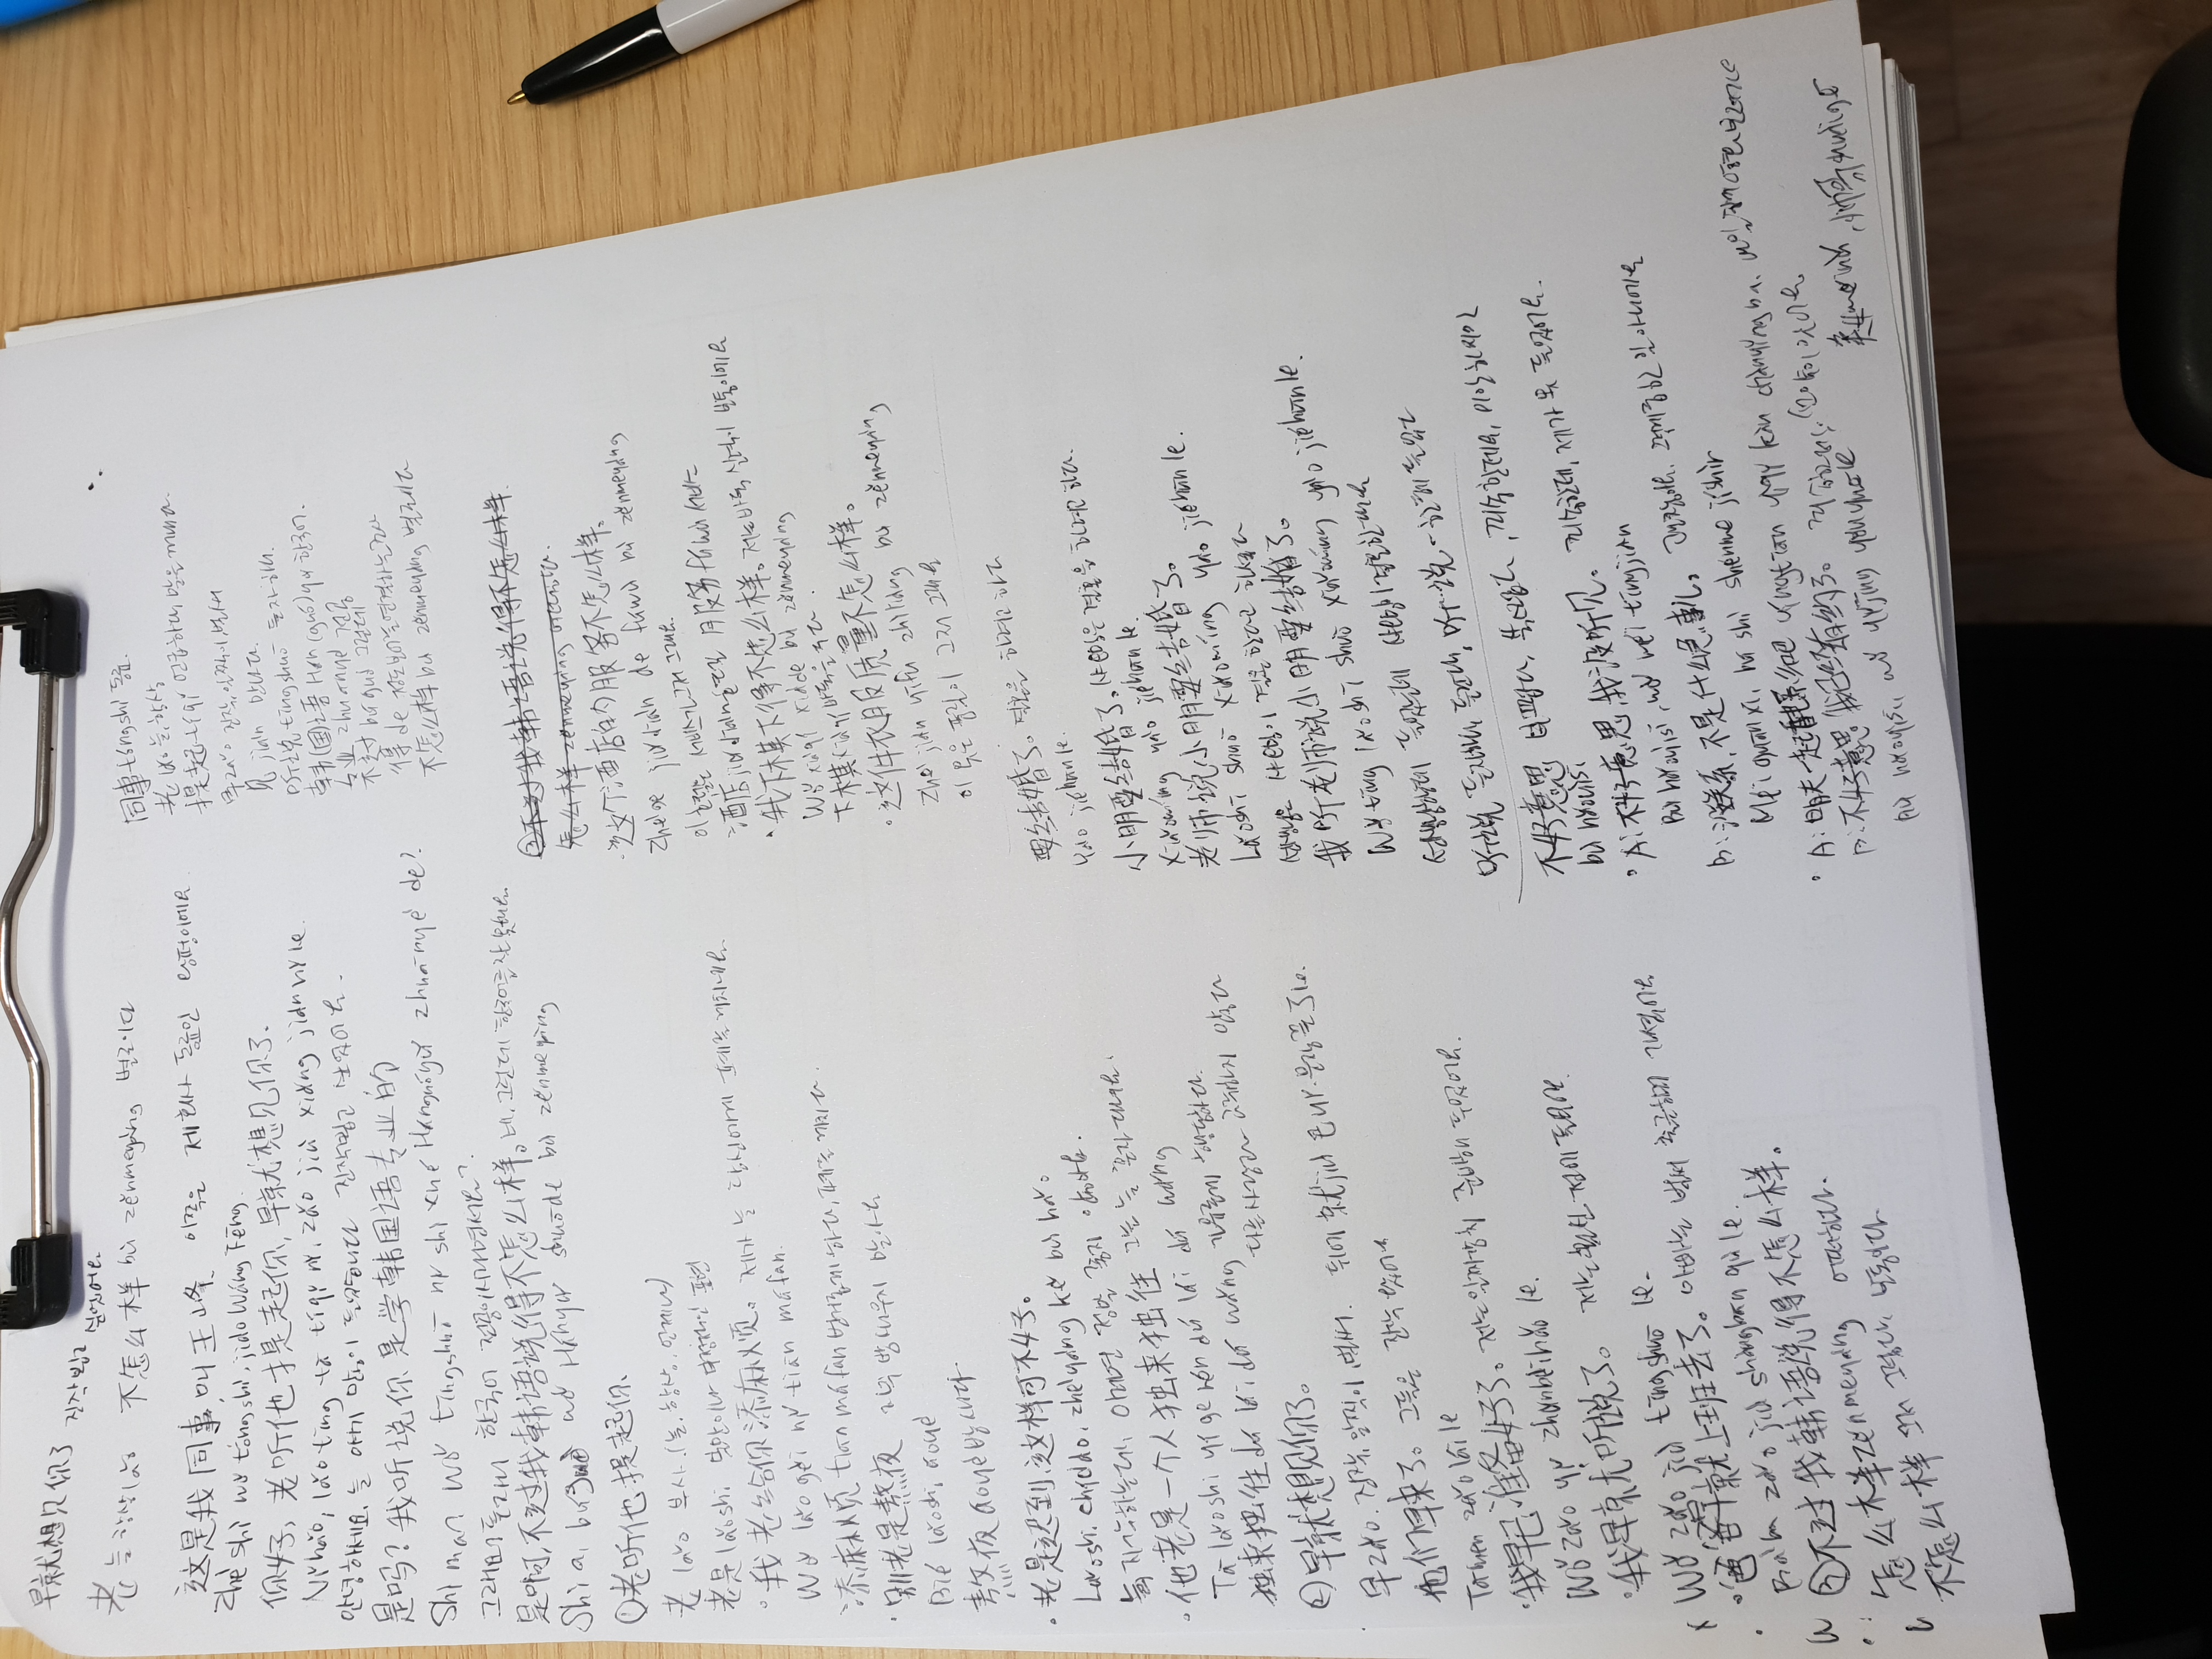 早就想见你了 진작 뵙고 싶었어요
老 늘 항상 lǎo 不怎么样 bù zěnmeyàng 별로이다
这是我同事, 叫王峰. 이쪽은 제 회사 동료인 왕펑이에요
Zhè shì wǒ tóngshì, jiào Wáng Fēng.
你好, 老听他提起你, 早就想见你了.
Nǐ hǎo, lǎo tīng tā tíqǐ nǐ, zǎo jiù xiǎng jiàn nǐ le.
안녕하세요. 늘 얘기 많이 들었습니다 진작 뵙고 싶었어요.
是吗? 我听说你是学韩国语专业的
Shì ma? Wǒ tīngshuō nǐ shì xué Hánguóyǔ zhuānyè de?
그래요? 듣자니 한국어 전공이시라면서요?
是啊, 不过我韩语说得不怎么样。 네, 그런데 한국어를 잘 못해요.
Shì a, búguò wǒ Hányǔ shuōde bù zěnmeyàng
①老听他提起你.
老 lǎo 부사. (늘, 항상, 언제나)
老是 lǎoshì 불만이나 부정적인 표현
· 我老给你添麻烦。 제가 늘 당신에게 폐를 끼치네요.
Wǒ lǎo gěi nǐ tiān máfan.
添麻烦 tiān máfan 번거롭게 하다, 폐를 끼치다.
· 别老是熬夜 자꾸 밤새우지 말아요
Bié lǎoshì áoyè
熬夜 áoyè 밤새다.
· 老是迟到, 这样可不好。
Lǎoshì chídào, zhèyàng kě bù hǎo。
늘 지각하는데, 이러면 정말 좋지 않아요.
· 他老是一个人独来独往 그는 늘 혼자 다녀요.
Tā lǎoshì yí ge rén dú lái dú wǎng
独来独往 dú lái dú wǎng 자유롭게 행동하다.
다른사람과 교제하지 않는다
②早就想见你了。
早 zǎo. 진작, 일찍이, 벌써. 뒤에 就 jiù 已 yǐ. 문장 끝 了 le.
他们早来了。 그들은 진작 왔어요
Tāmen zǎo lái le
· 我早已准备好了。 저는 일찌감치 준비해 두었어요.
Wǒ zǎo yǐ zhǔnbèihǎo le.
· 我早就听说了。 저는 훨씬 전에 들었어요.
Wǒ zǎo jiù tīngshuō le.
· 爸爸早就上班去了。 아빠는 벌써 출근하러 가셨어요
Bàba zǎo jiù shàngbān qù le.
③不过我韩语说得不怎么样。
怎么样 zěnmeyàng 어떠하다.
不怎么样 그저 그렇다, 보통이다.
同事 tóngshì 동료.
老 lǎo 늘, 항상
提起 tíqǐ 언급하다, 말을 꺼내다.
早 zǎo 진작, 일찍이, 벌써
见 jiàn 만나다.
听说 tīngshuō 듣자 하니.
韩(国)语 Hán(guó)yǔ 한국어.
专业 zhuānyè 전공
不过 búguò 그런데
得 de 정도보어를 연결하는 조사
不怎么样 bù zěnmeyàng 별로이다
③不过我韩语说得不怎么样.
怎么样 zěnmeyàng 어떠하다.
· 这个酒店的服务不怎么样。
Zhè ge jiǔdiàn de fúwù bù zěnmeyàng
이 호텔은 서비스가 그저 그래요.
酒店 jiǔdiàn 호텔 服务 fúwù 서비스
· 我下棋下得不怎么样。 저는 바둑 실력이 보통이에요
Wǒ xiàqí xiàde bù zěnmeyàng
下棋 xiàqí 바둑을 두다.
· 这件衣服质量不怎么样。
Zhè jiàn yīfu zhìliàng bù zěnmeyàng
이 옷은 품질이 그저 그래요
要结婚了。 결혼을 하려고 하다
Yào jiéhūn le.
小明要结婚了。 샤오밍은 결혼을 하려고 하다.
Xiǎomíng yào jiéhūn le.
老师说小明要结婚了。
Lǎoshī shuō Xiǎomíng yào jiéhūn le.
선생님은 샤오밍이 결혼한다고 하셨다
我听老师说小明要结婚了。
Wǒ tīng lǎoshī shuō Xiǎomíng yào jiéhūn le.
선생님한테 들었는데 샤오밍이 결혼한대요
听说 듣자하니, 듣건대, 听…说 ~한테 듣다
不好意思 부끄럽다, 쑥스럽다, 죄송한데요, 미안하지만
bù hǎoyìsi
· A: 不好意思, 我没听见。 죄송한데, 제가 못 들었어요.
Bù hǎoyìsi, wǒ méi tīngjiàn
B: 没关系, 不是什么急事儿。 괜찮아요. 그렇게 급한 일 아니에요
Méi guānxi, bú shì shénme jíshìr
· A: 明天一起看电影吧 Míngtiān yìqǐ kàn diànyǐng ba. 내일 함께 영화 보러가요
B: 不好意思 我已经有约了。 죄송해요. 선약이 있어요
Bù hǎoyìsi, wǒ yǐjīng yǒuyuē le
美女 měinǚ, 帅哥 shuàigē